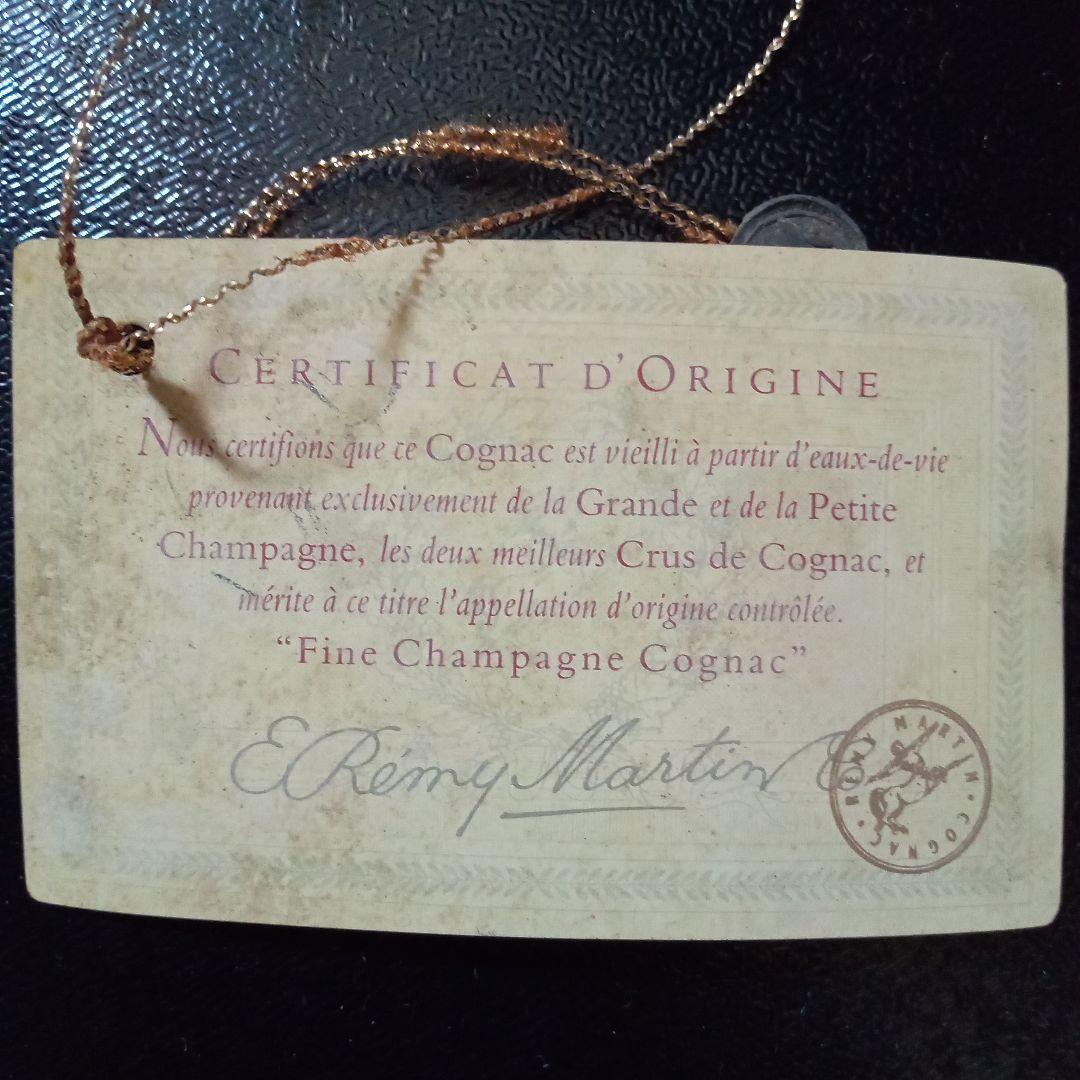 CERTIFICAT D'ORIGINE
Nous certifions que ce Cognac est vieilli à partir d'eaux-de-vie
provenant exclusivement de la Grande et de la Petite
Champagne, les deux meilleurs Crus de Cognac, et
mérite à ce titre l'appellation d'origine contrôlée.
“Fine Champagne Cognac”
E Rémy Martin E
RÉMY MARTIN • COGNAC •